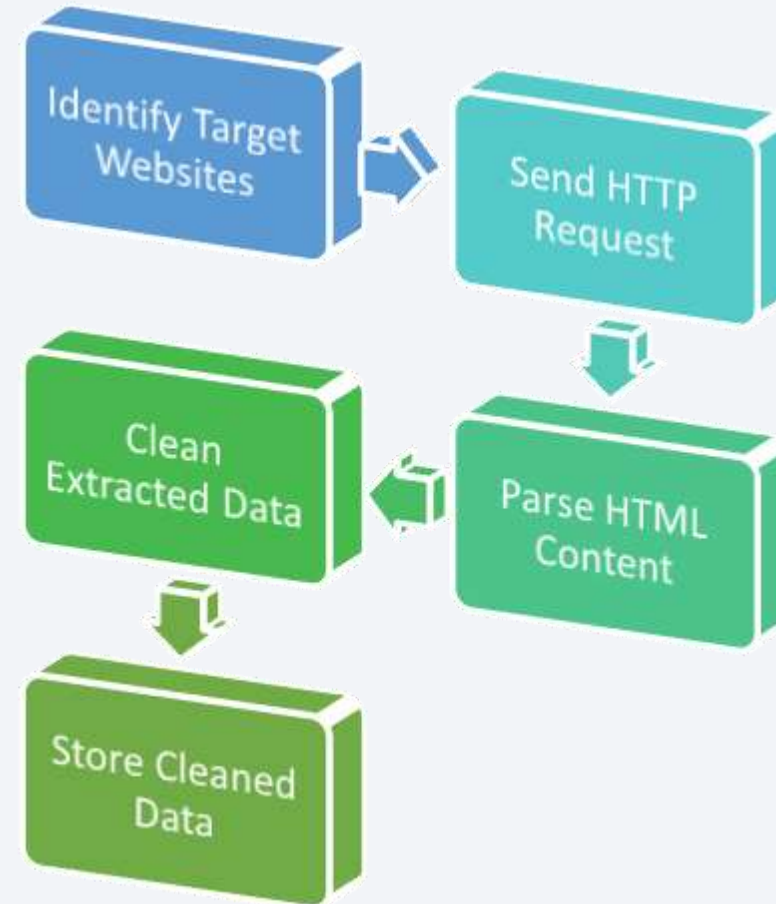 Identify Target
Websites
Send HTTP
Request
Parse HTML
Content
Clean
Extracted Data
Store Cleaned
Data